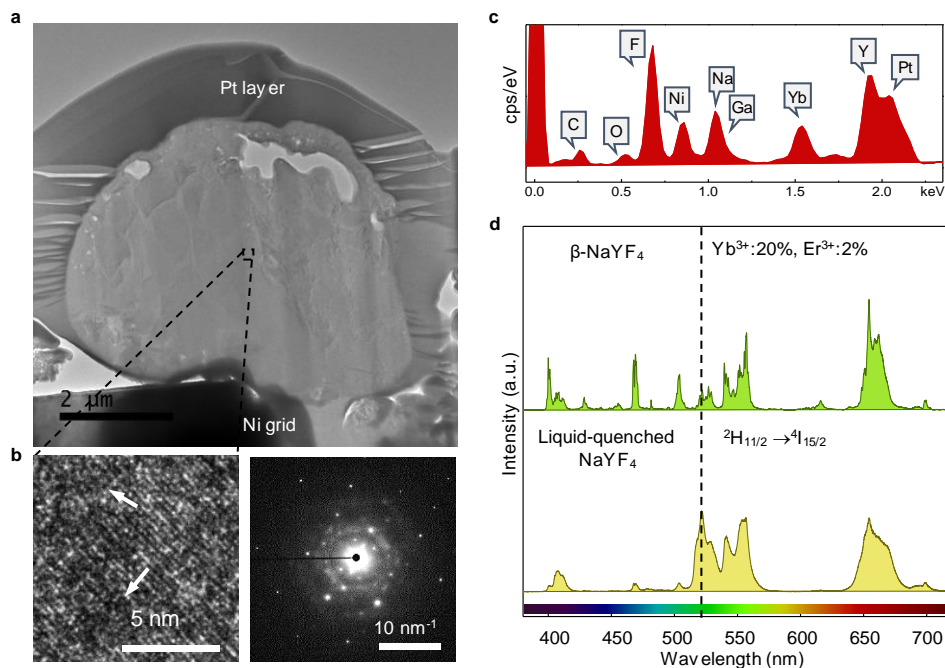 a
Pt layer
2 μm
Ni grid
b
5 nm
10 nm⁻¹
c
cps/eV
C
O
F
Ni
Na
Ga
Yb
Y
Pt
0.0
0.5
1.0
1.5
2.0
keV
d
β-NaYF₄
Yb³⁺:20%, Er³⁺:2%
Liquid-quenched
NaYF₄
²H₁₁/₂ →⁴I₁₅/₂
Intensity (a.u.)
400
450
500
550
600
650
700
Wavelength (nm)